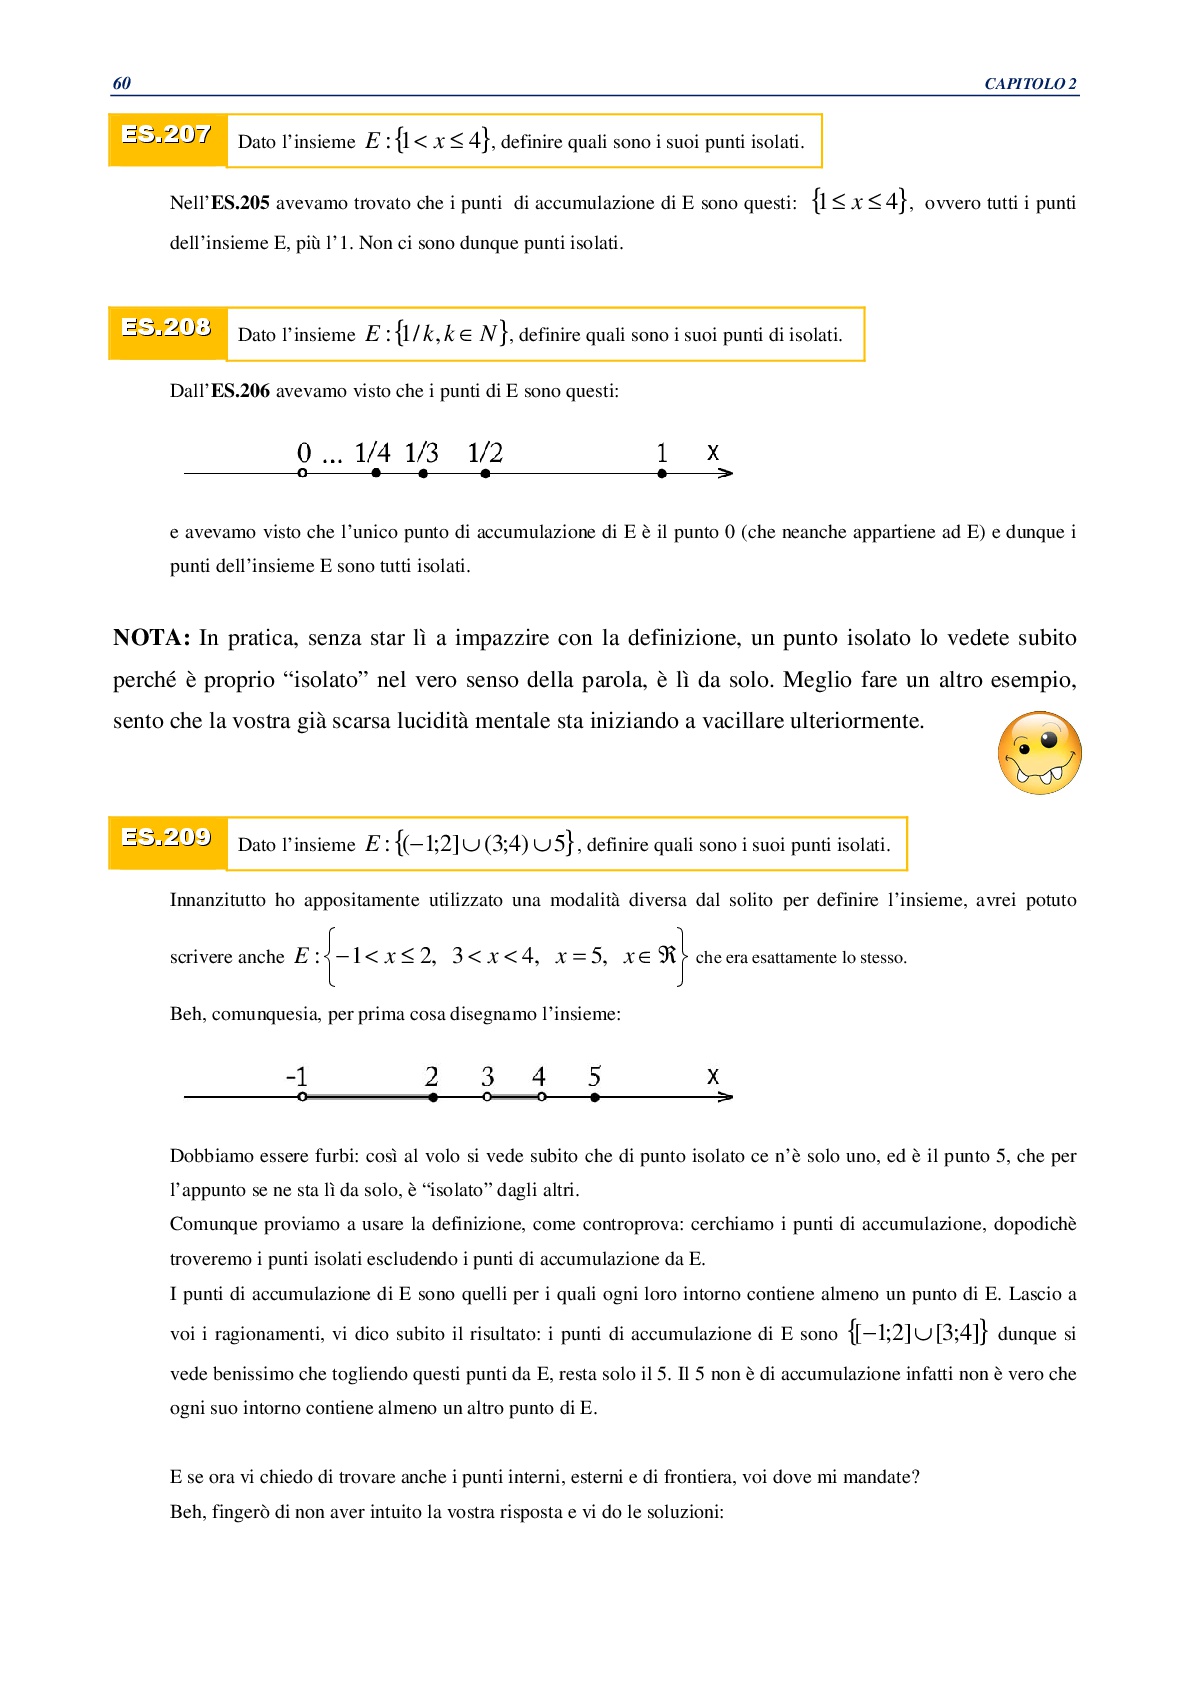 60 CAPITOLO 2
ES.207 Dato l’insieme E : {1 < x ≤ 4}, definire quali sono i suoi punti isolati.
Nell’ES.205 avevamo trovato che i punti di accumulazione di E sono questi: {1 ≤ x ≤ 4}, ovvero tutti i punti
dell’insieme E, più l’1. Non ci sono dunque punti isolati.
ES.208 Dato l’insieme E : {1/ k, k ∈ N}, definire quali sono i suoi punti di isolati.
Dall’ES.206 avevamo visto che i punti di E sono questi:
0 ... 1/4 1/3 1/2 1 X
e avevamo visto che l’unico punto di accumulazione di E è il punto 0 (che neanche appartiene ad E) e dunque i
punti dell’insieme E sono tutti isolati.
NOTA: In pratica, senza star lì a impazzire con la definizione, un punto isolato lo vedete subito
perché è proprio “isolato” nel vero senso della parola, è lì da solo. Meglio fare un altro esempio,
sento che la vostra già scarsa lucidità mentale sta iniziando a vacillare ulteriormente.
ES.209 Dato l’insieme E : {(−1;2] ∪ (3;4) ∪ 5}, definire quali sono i suoi punti isolati.
Innanzitutto ho appositamente utilizzato una modalità diversa dal solito per definire l’insieme, avrei potuto
scrivere anche E : {−1 < x ≤ 2, 3 < x < 4, x = 5, x ∈ ℜ} che era esattamente lo stesso.
Beh, comunquesia, per prima cosa disegnamo l’insieme:
-1 2 3 4 5 X
Dobbiamo essere furbi: così al volo si vede subito che di punto isolato ce n’è solo uno, ed è il punto 5, che per
l’appunto se ne sta lì da solo, è “isolato” dagli altri.
Comunque proviamo a usare la definizione, come controprova: cerchiamo i punti di accumulazione, dopodichè
troveremo i punti isolati escludendo i punti di accumulazione da E.
I punti di accumulazione di E sono quelli per i quali ogni loro intorno contiene almeno un punto di E. Lascio a
voi i ragionamenti, vi dico subito il risultato: i punti di accumulazione di E sono {[−1;2] ∪ [3;4]} dunque si
vede benissimo che togliendo questi punti da E, resta solo il 5. Il 5 non è di accumulazione infatti non è vero che
ogni suo intorno contiene almeno un altro punto di E.
E se ora vi chiedo di trovare anche i punti interni, esterni e di frontiera, voi dove mi mandate?
Beh, fingerò di non aver intuito la vostra risposta e vi do le soluzioni: